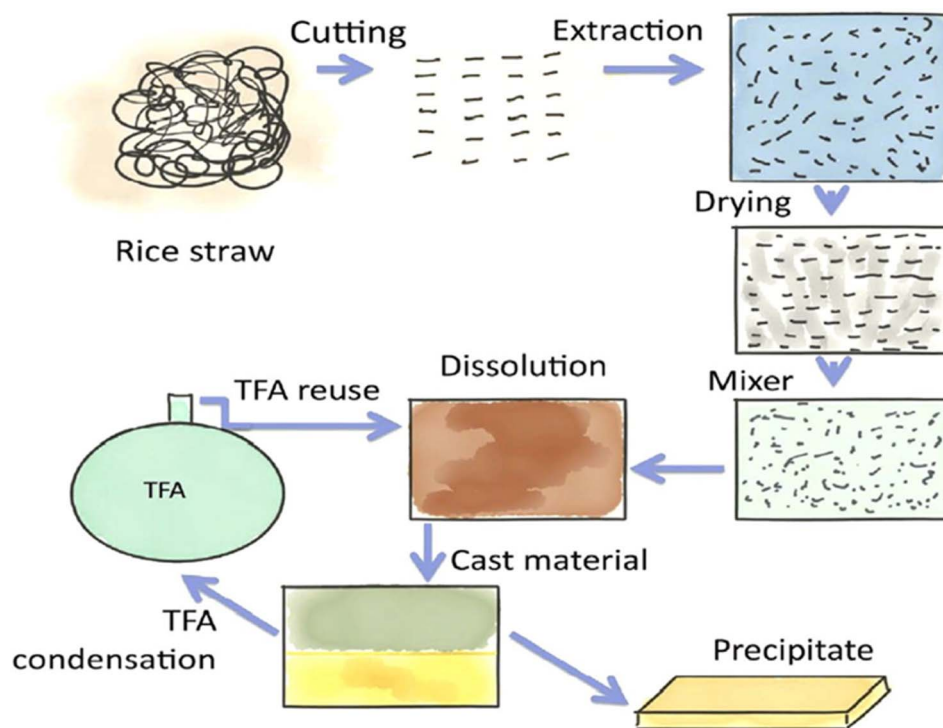 Cutting
Extraction
Rice straw
Drying
Mixer
Dissolution
TFA reuse
TFA
Cast material
TFA
condensation
Precipitate